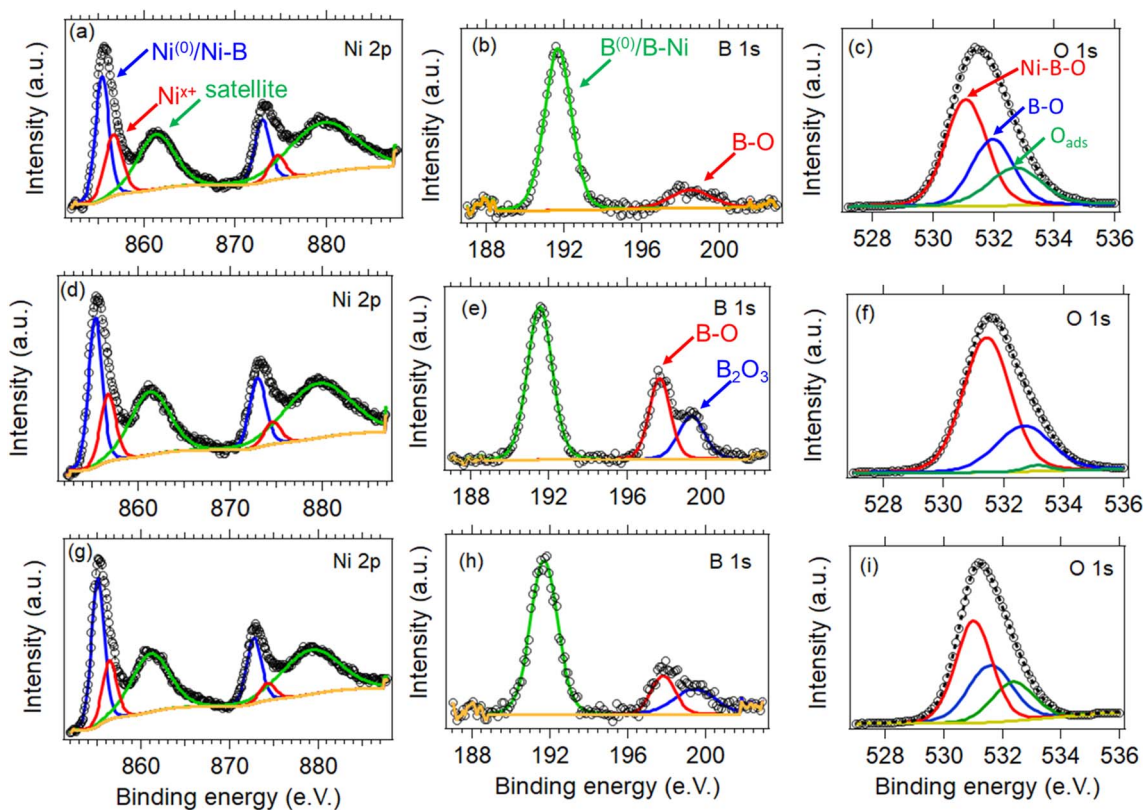 (a)
Ni 2p
Ni(0)/Ni-B
Nix+
satellite
Intensity (a.u.)
860 870 880
(b)
B 1s
B(0)/B-Ni
B-O
Intensity (a.u.)
188 192 196 200
(c)
O 1s
Ni-B-O
B-O
Oads
Intensity (a.u.)
528 530 532 534 536
(d)
Ni 2p
Intensity (a.u.)
860 870 880
(e)
B 1s
B-O
B2O3
Intensity (a.u.)
188 192 196 200
(f)
O 1s
Intensity (a.u.)
528 530 532 534 536
(g)
Ni 2p
Intensity (a.u.)
860 870 880
Binding energy (e.V.)
(h)
B 1s
Intensity (a.u.)
188 192 196 200
Binding energy (e.V.)
(i)
O 1s
Intensity (a.u.)
528 530 532 534 536
Binding energy (e.V.)